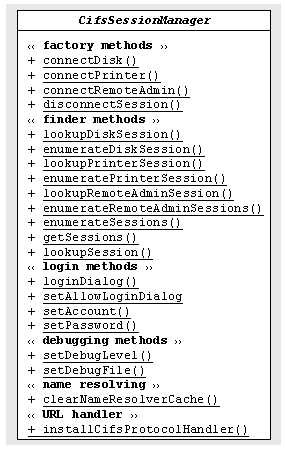 CifsSessionManager
‹‹ factory methods ››
+ connectDisk()
+ connectPrinter()
+ connectRemoteAdmin()
+ disconnectSession()
‹‹ finder methods ››
+ lookupDiskSession()
+ enumerateDiskSession()
+ lookupPrinterSession()
+ enumeratePrinterSession()
+ lookupRemoteAdminSession()
+ enumerateRemoteAdminSessions()
+ enumerateSessions()
+ getSessions()
+ lookupSession()
‹‹ login methods ››
+ loginDialog()
+ setAllowLoginDialog
+ setAccount()
+ setPassword()
‹‹ debugging methods ››
+ setDebugLevel()
+ setDebugFile()
‹‹ name resolving ››
+ clearNameResolverCache()
‹‹ URL handler ››
+ installCifsProtocolHandler()